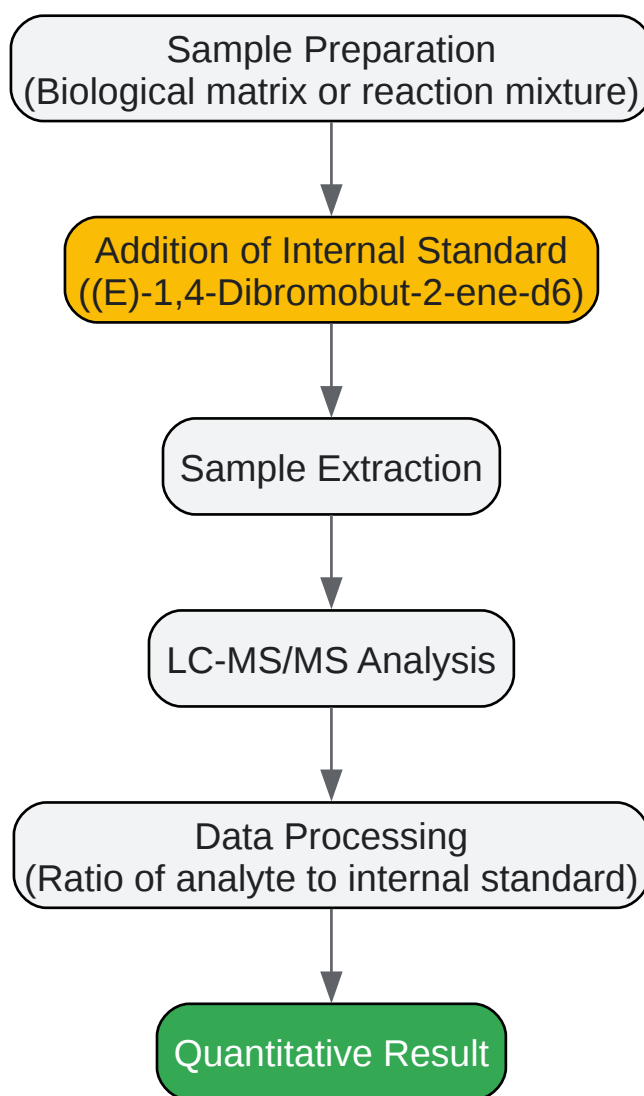 Sample Preparation
(Biological matrix or reaction mixture)
Addition of Internal Standard
((E)-1,4-Dibromobut-2-ene-d6)
Sample Extraction
LC-MS/MS Analysis
Data Processing
(Ratio of analyte to internal standard)
Quantitative Result